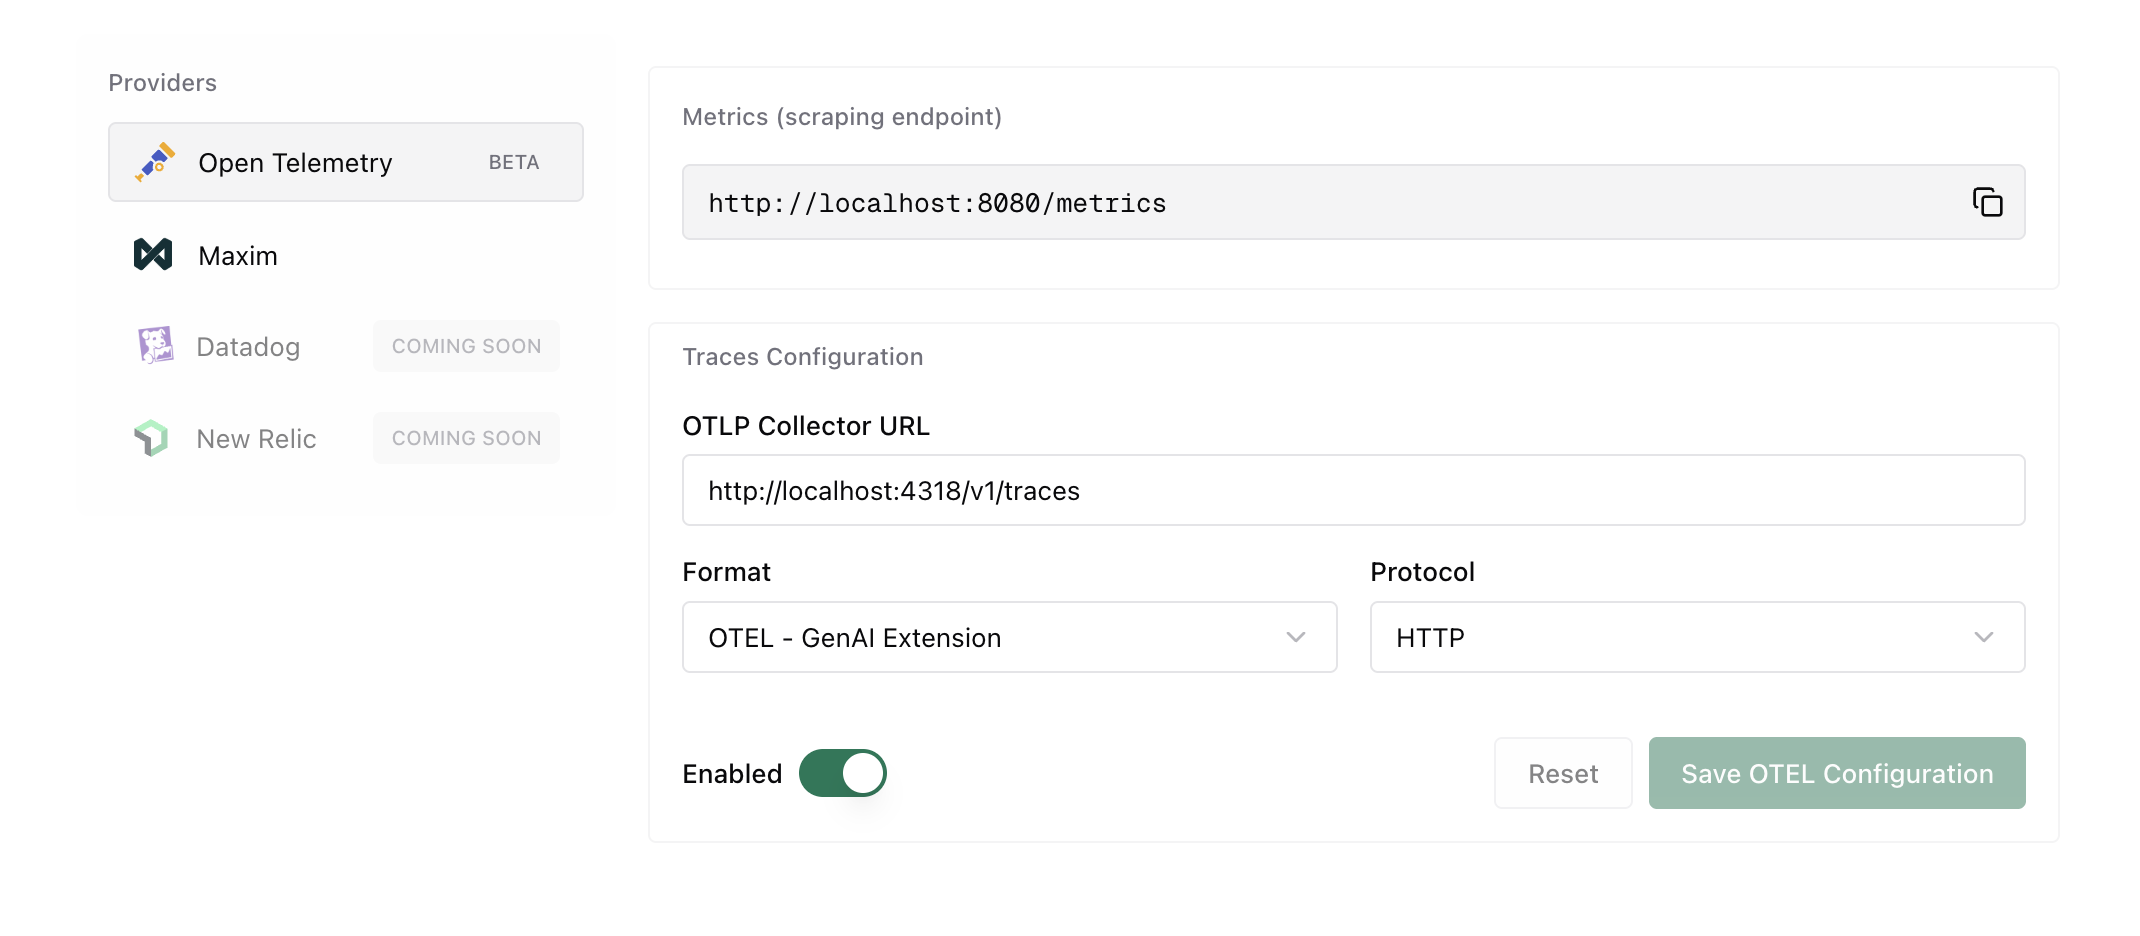 Providers
Open Telemetry BETA
Maxim
Datadog COMING SOON
New Relic COMING SOON
Metrics (scraping endpoint)
http://localhost:8080/metrics
Traces Configuration
OTLP Collector URL
http://localhost:4318/v1/traces
Format Protocol
OTEL - GenAI Extension HTTP
Enabled Reset Save OTEL Configuration